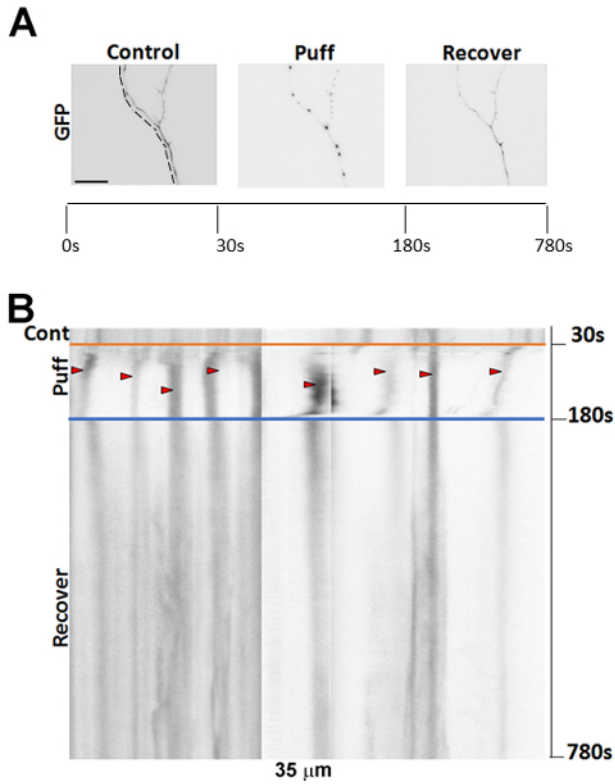 A
Control Puff Recover
GFP
0s 30s 180s 780s
B
Cont
30s
Puff
180s
Recover
780s
35 μm